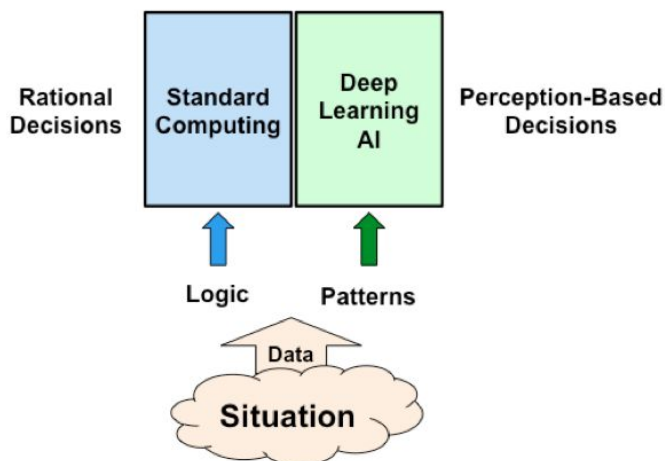 Rational
Decisions
Standard
Computing
Deep
Learning
AI
Perception-Based
Decisions
Logic
Patterns
Data
Situation